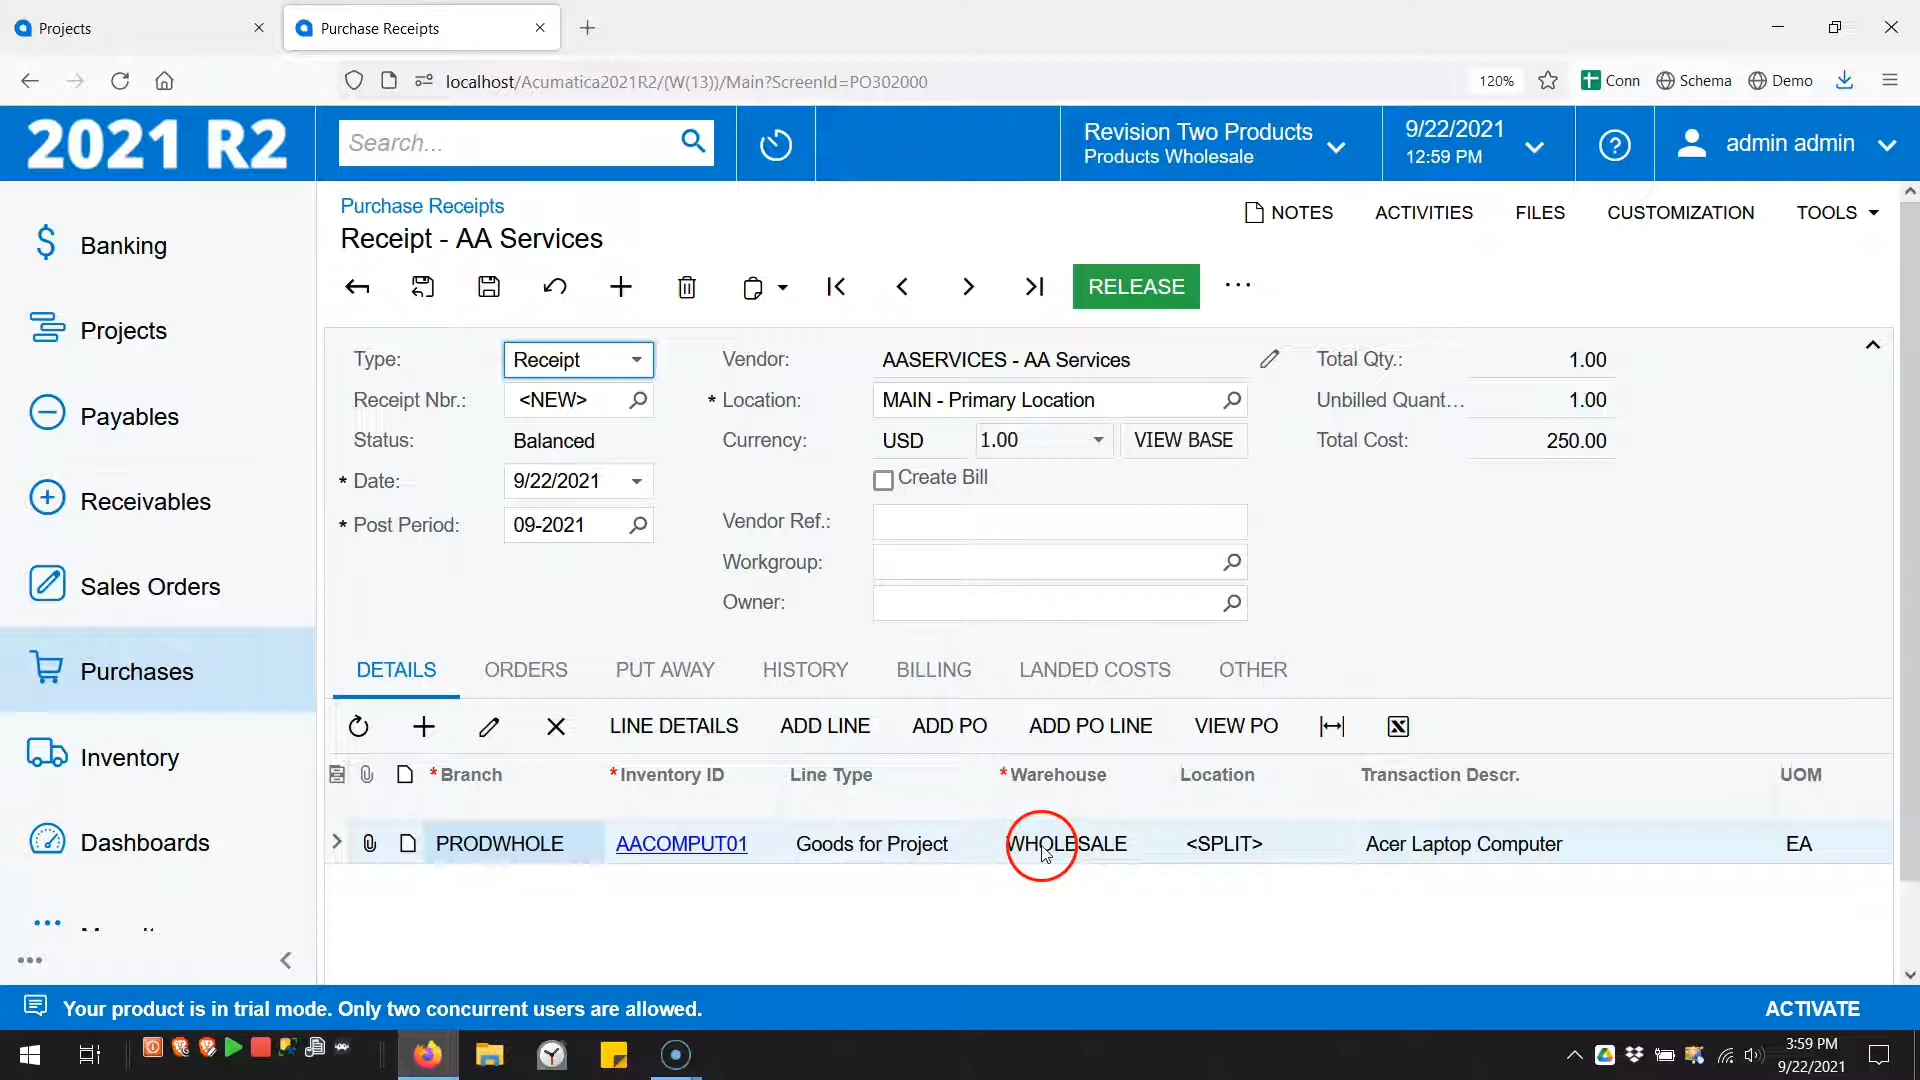 Projects
Purchase Receipts
localhost/Acumatica2021R2/(W(13))/Main?ScreenId=PO302000
120%
Conn
Schema
Demo
2021 R2
Search...
Revision Two Products
Products Wholesale
9/22/2021
12:59 PM
admin admin
Banking
Projects
Payables
Receivables
Sales Orders
Purchases
Inventory
Dashboards
Purchase Receipts
Receipt - AA Services
NOTES
ACTIVITIES
FILES
CUSTOMIZATION
TOOLS
RELEASE
Type: Receipt
Receipt Nbr.: <NEW>
Status: Balanced
* Date: 9/22/2021
* Post Period: 09-2021
Vendor: AASERVICES - AA Services
* Location: MAIN - Primary Location
Currency: USD 1.00 VIEW BASE
Create Bill
Vendor Ref.:
Workgroup:
Owner:
Total Qty.: 1.00
Unbilled Quant... 1.00
Total Cost: 250.00
DETAILS ORDERS PUT AWAY HISTORY BILLING LANDED COSTS OTHER
LINE DETAILS ADD LINE ADD PO ADD PO LINE VIEW PO
* Branch * Inventory ID Line Type * Warehouse Location Transaction Descr. UOM
PRODWHOLE AACOMPUT01 Goods for Project WHOLESALE <SPLIT> Acer Laptop Computer EA
Your product is in trial mode. Only two concurrent users are allowed.
ACTIVATE
3:59 PM
9/22/2021